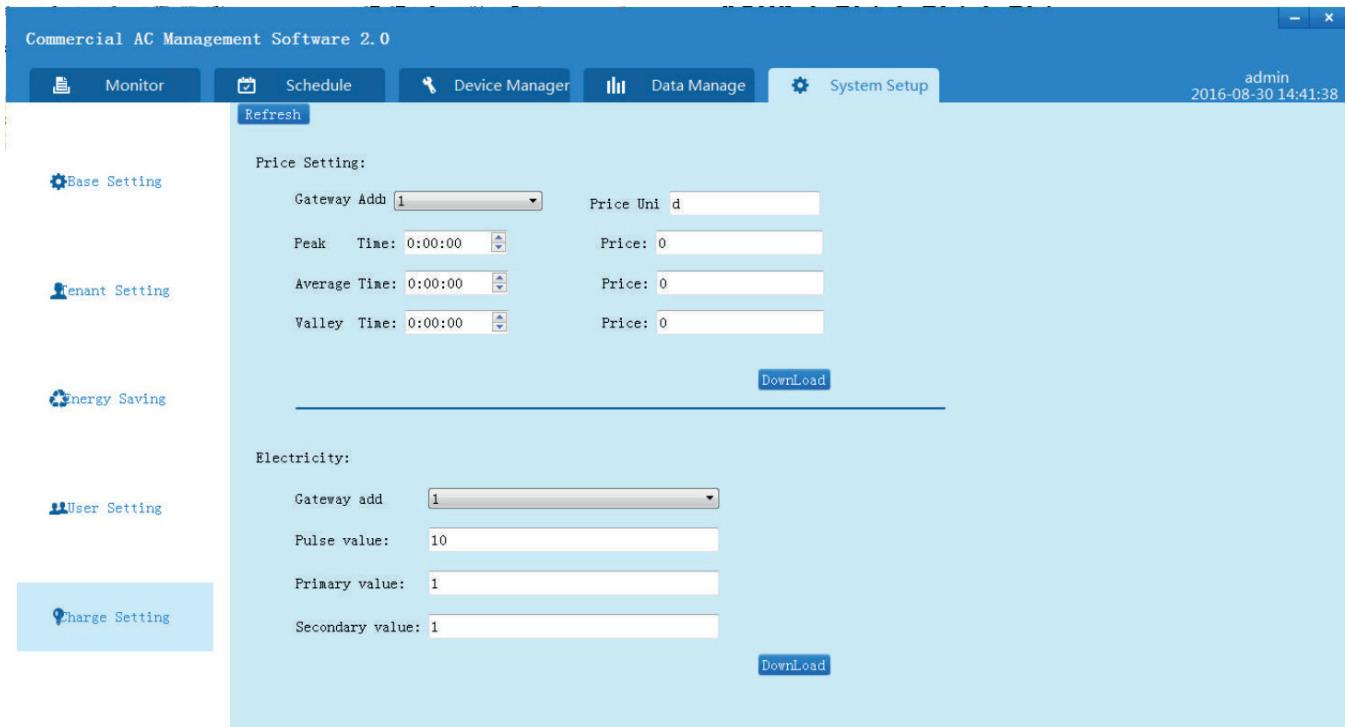 Commercial AC Management Software 2.0
Monitor
Schedule
Device Manager
Data Manage
System Setup
admin
2016-08-30 14:41:38
Refresh
Base Setting
Tenant Setting
Energy Saving
User Setting
Charge Setting
Price Setting:
Gateway Add 1
Price Uni d
Peak Time: 0:00:00
Price: 0
Average Time: 0:00:00
Price: 0
Valley Time: 0:00:00
Price: 0
DownLoad
Electricity:
Gateway add 1
Pulse value: 10
Primary value: 1
Secondary value: 1
DownLoad